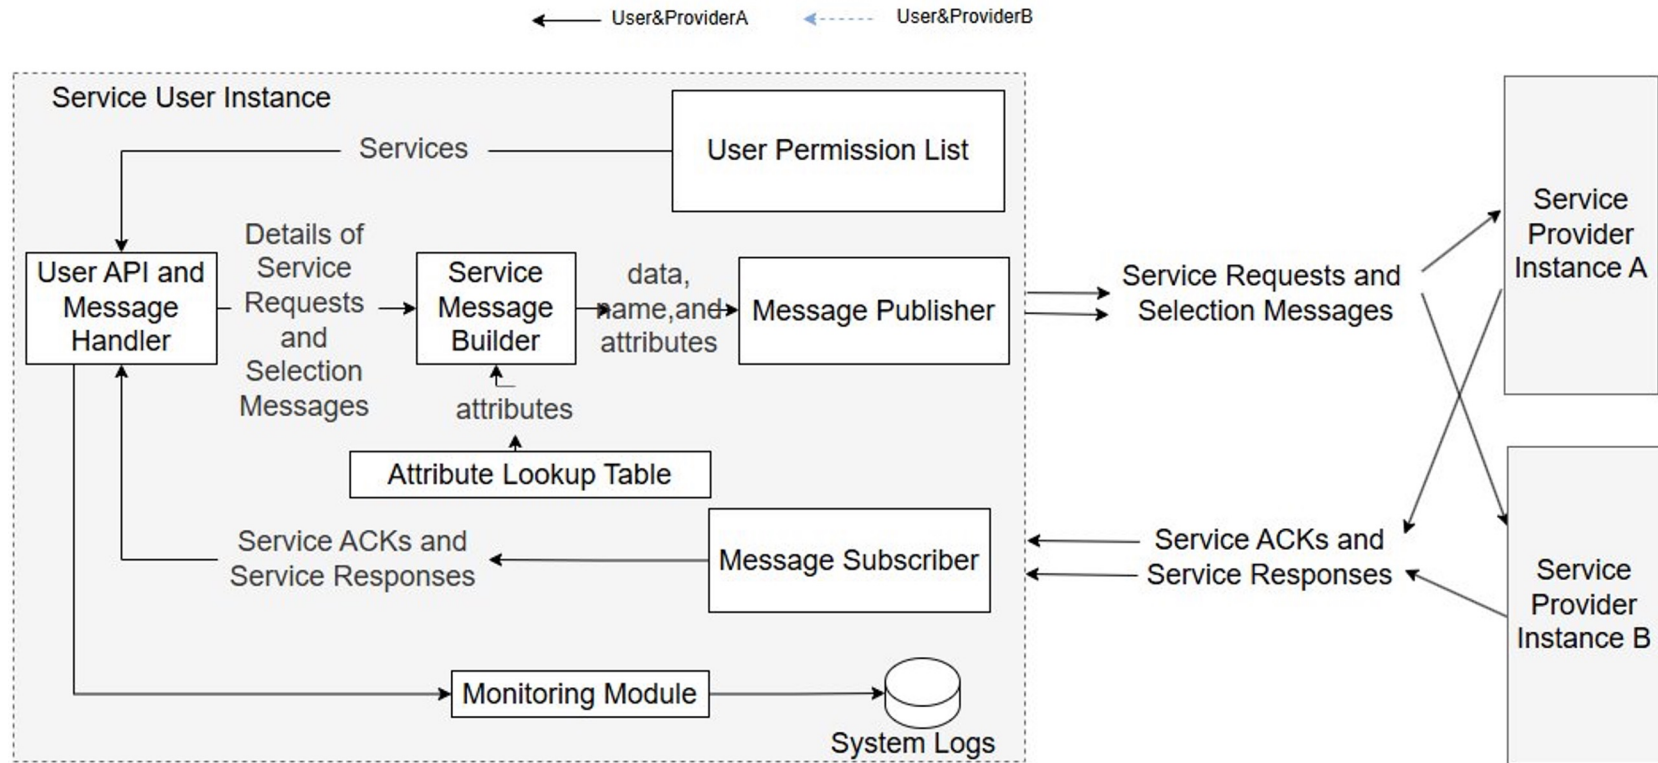 User&ProviderA
User&ProviderB
Service User Instance
Services
User Permission List
Details of
Service
Requests
and
Selection
Messages
User API and
Message
Handler
Service
Message
Builder
data,
name,and
attributes
Message Publisher
Service Requests and
Selection Messages
Service
Provider
Instance A
attributes
Attribute Lookup Table
Service ACKs and
Service Responses
Message Subscriber
Service ACKs and
Service Responses
Service
Provider
Instance B
Monitoring Module
System Logs